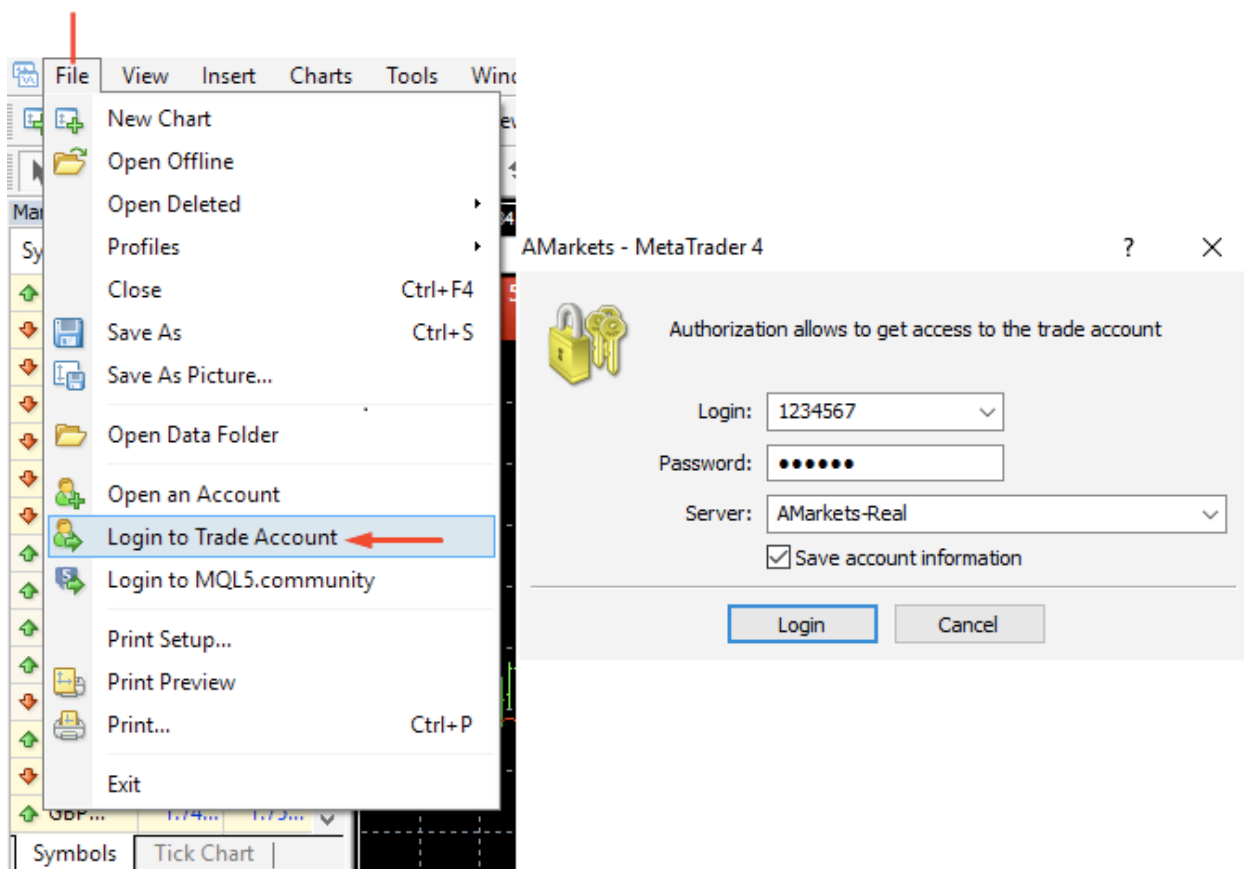 File View Insert Charts Tools
New Chart
Open Offline
Open Deleted
Profiles
Close Ctrl+F4
Save As Ctrl+S
Save As Picture...
Open Data Folder
Open an Account
Login to Trade Account
Login to MQL5.community
Print Setup...
Print Preview
Print... Ctrl+P
Exit
Symbols Tick Chart
AMarkets - MetaTrader 4 ?
Authorization allows to get access to the trade account
Login: 1234567
Password: ●●●●●●
Server: AMarkets-Real
Save account information
Login Cancel